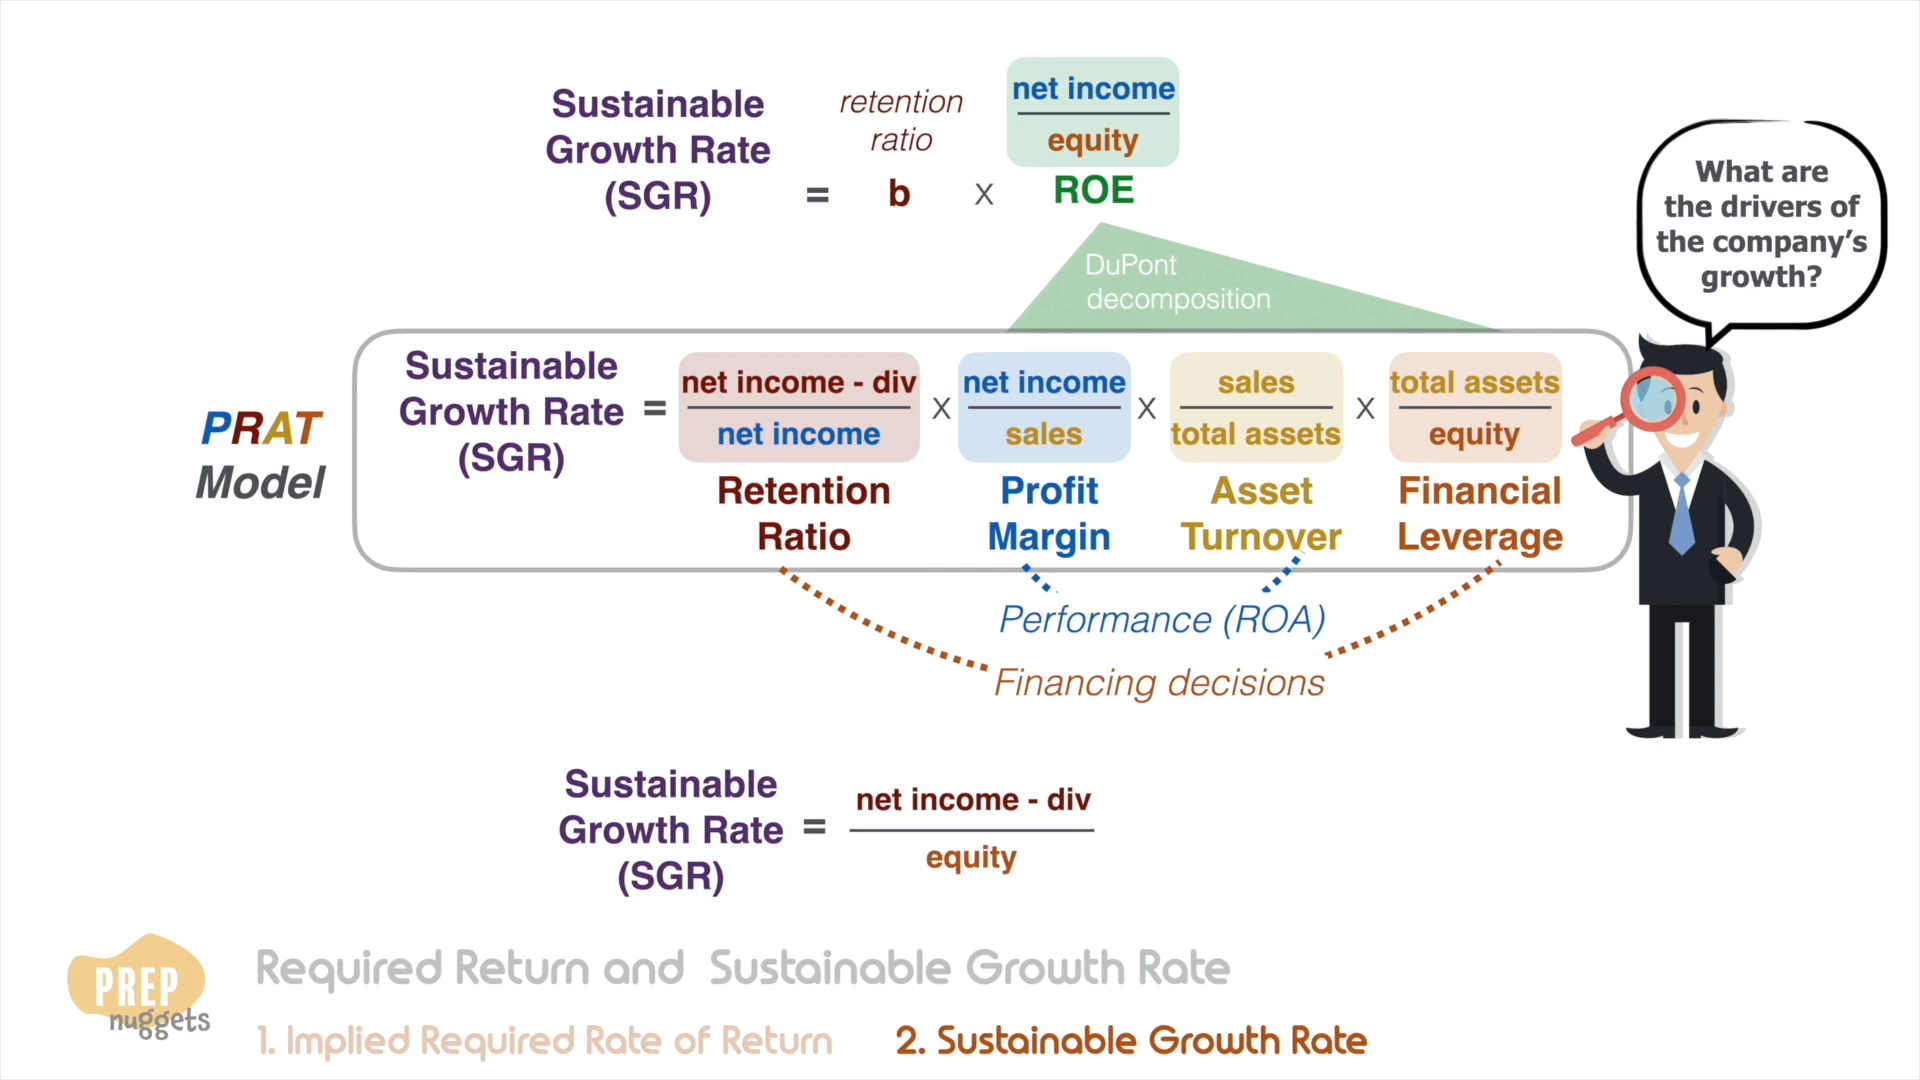 Sustainable
Growth Rate
(SGR)
=
retention
ratio
b
x
net income
equity
ROE
What are
the drivers of
the company's
growth?
DuPont
decomposition
PRAT
Model
Sustainable
Growth Rate
(SGR)
=
net income - div
net income
Retention
Ratio
x
net income
sales
Profit
Margin
x
sales
total assets
Asset
Turnover
x
total assets
equity
Financial
Leverage
Performance (ROA)
Financing decisions
Sustainable
Growth Rate
(SGR)
=
net income - div
equity
PREP
nuggets
Required Return and Sustainable Growth Rate
1. Implied Required Rate of Return
2. Sustainable Growth Rate